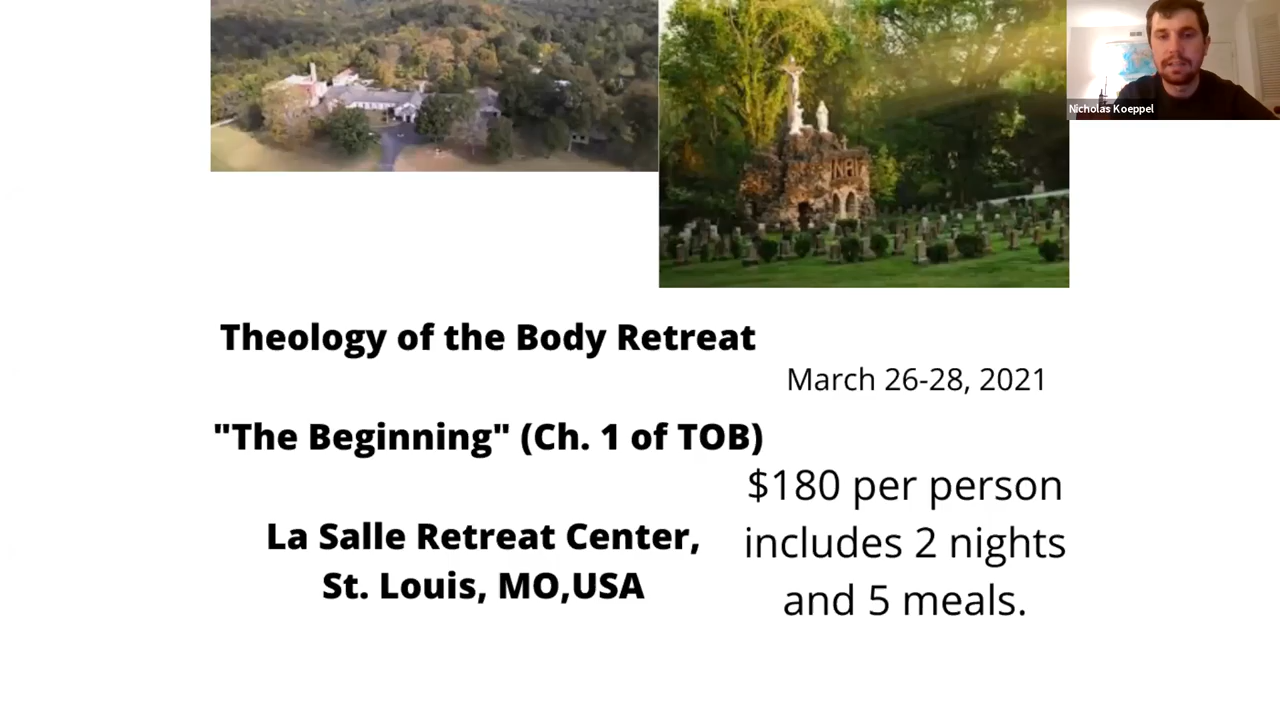 Nicholas Koeppel
INRI
Theology of the Body Retreat
March 26-28, 2021
"The Beginning" (Ch. 1 of TOB)
$180 per person
includes 2 nights
and 5 meals.
La Salle Retreat Center,
St. Louis, MO,USA